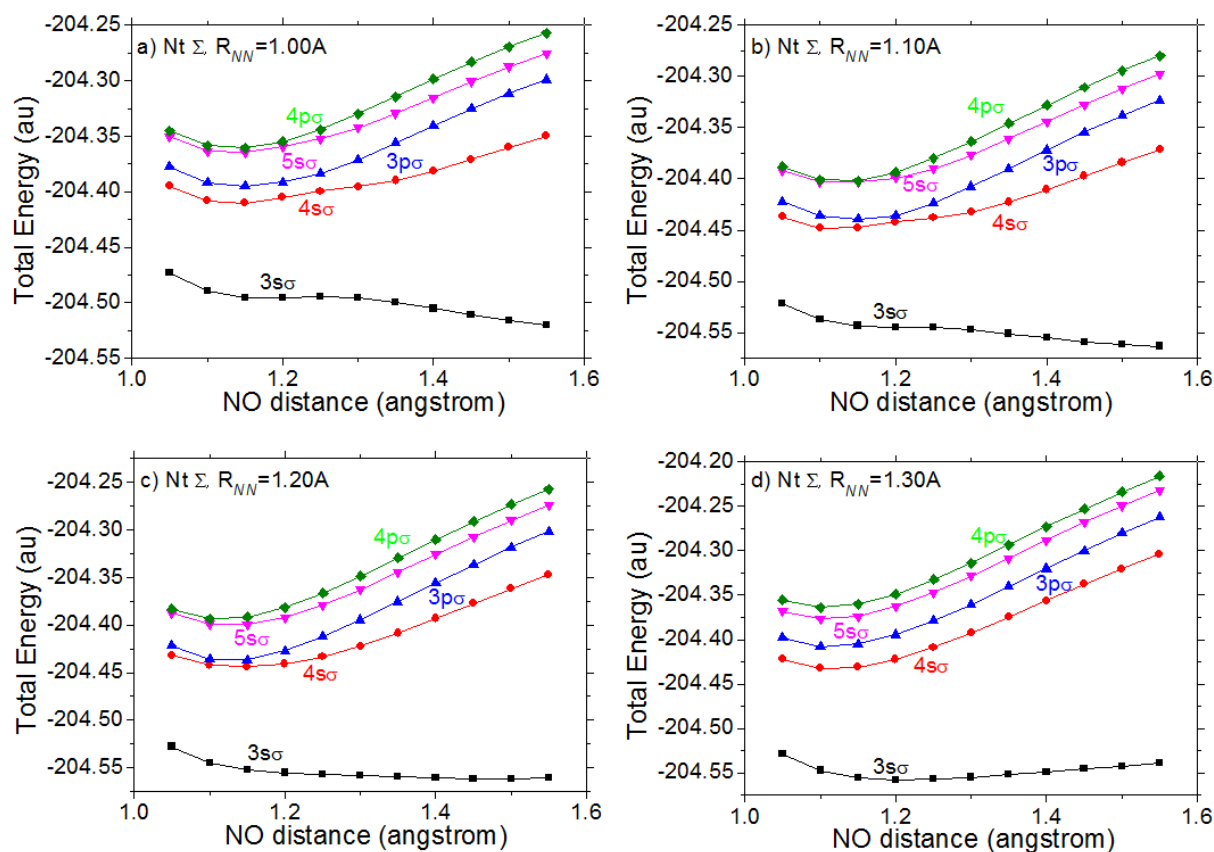 a) Nt Σ, R_NN=1.00A
Total Energy (au)
-204.25
-204.30
-204.35
-204.40
-204.45
-204.50
-204.55
4pσ
5sσ
3pσ
4sσ
3sσ
1.0 1.2 1.4 1.6
NO distance (angstrom)
b) Nt Σ, R_NN=1.10A
Total Energy (au)
-204.25
-204.30
-204.35
-204.40
-204.45
-204.50
-204.55
4pσ
5sσ
3pσ
4sσ
3sσ
1.0 1.2 1.4 1.6
NO distance (angstrom)
c) Nt Σ, R_NN=1.20A
Total Energy (au)
-204.25
-204.30
-204.35
-204.40
-204.45
-204.50
-204.55
4pσ
5sσ
3pσ
4sσ
3sσ
1.0 1.2 1.4 1.6
NO distance (angstrom)
d) Nt Σ, R_NN=1.30A
Total Energy (au)
-204.20
-204.25
-204.30
-204.35
-204.40
-204.45
-204.50
-204.55
4pσ
5sσ
3pσ
4sσ
3sσ
1.0 1.2 1.4 1.6
NO distance (angstrom)